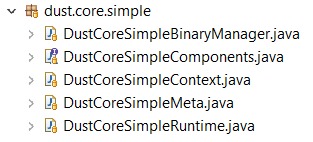 dust.core.simple
DustCoreSimpleBinaryManager.java
DustCoreSimpleComponents.java
DustCoreSimpleContext.java
DustCoreSimpleMeta.java
DustCoreSimpleRuntime.java